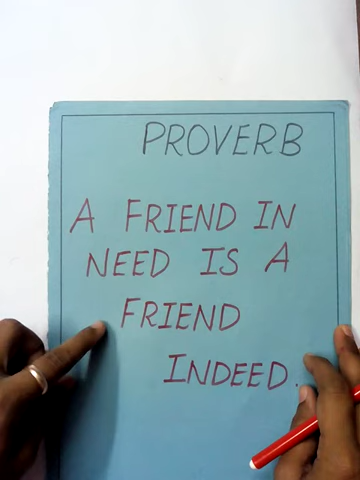 PROVERB
A FRIEND IN
NEED IS A
FRIEND
INDEED.